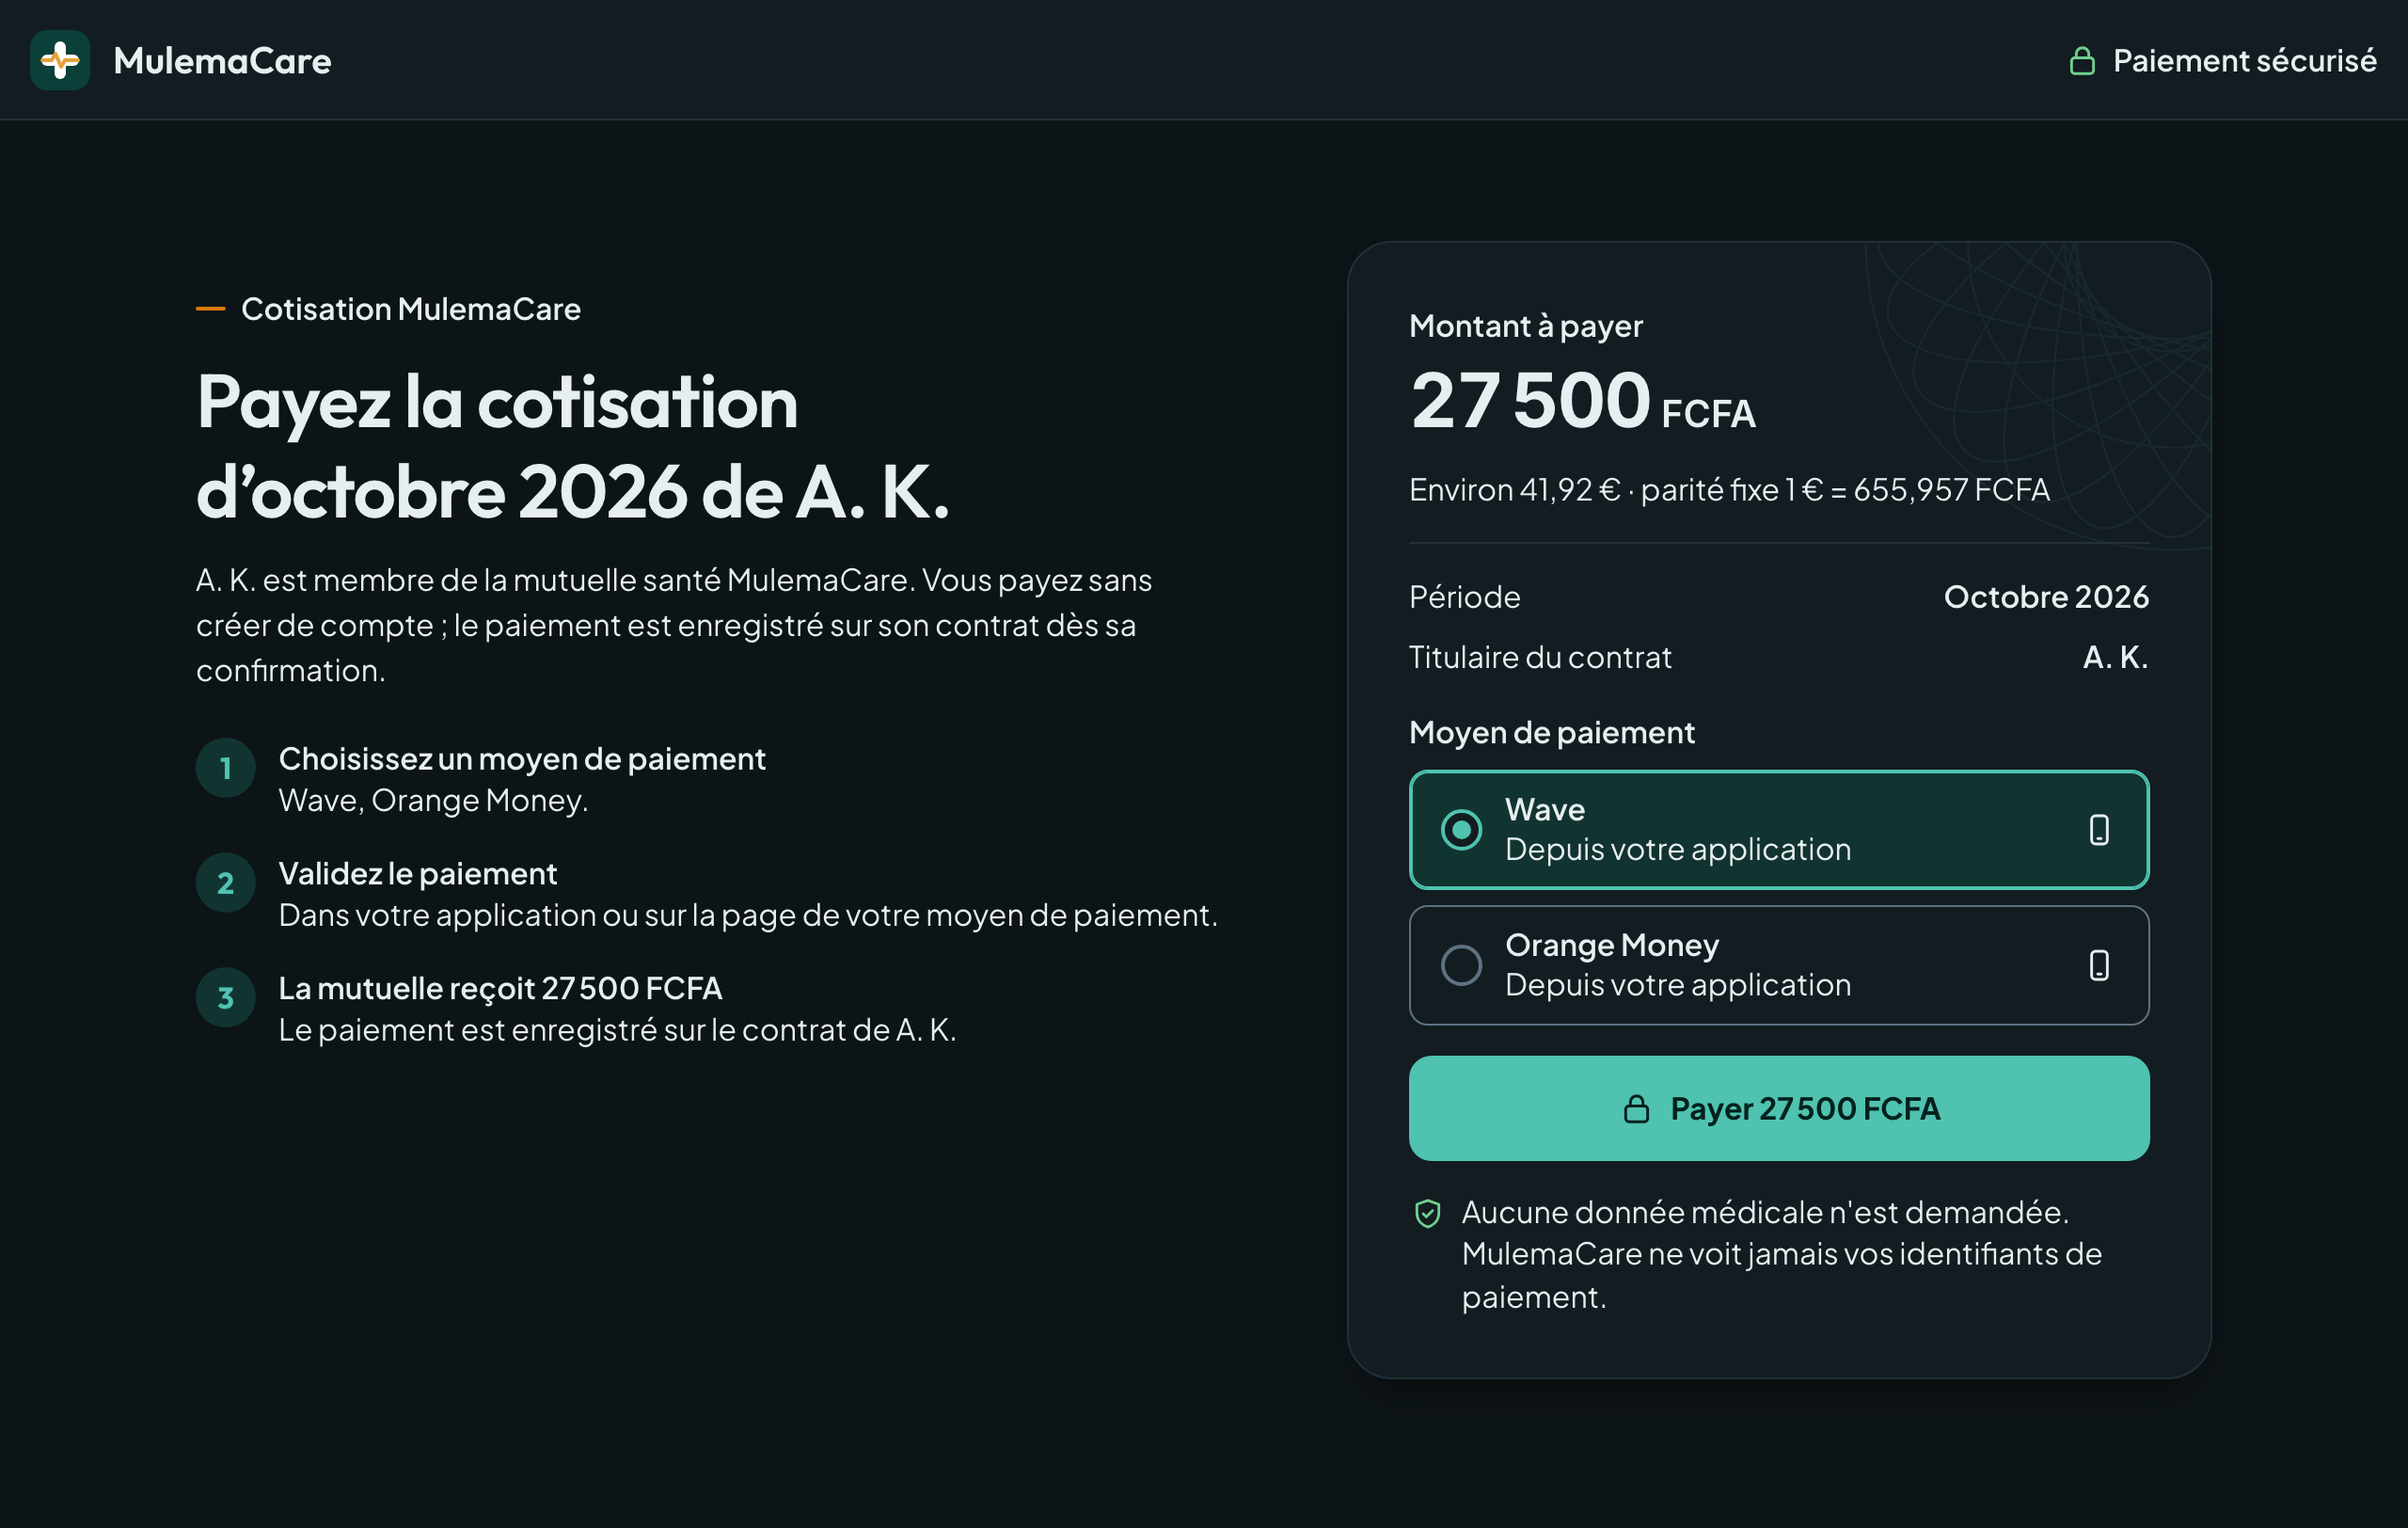 MulemaCare
Paiement sécurisé
Cotisation MulemaCare
Payez la cotisation
d’octobre 2026 de A. K.
A. K. est membre de la mutuelle santé MulemaCare. Vous payez sans
créer de compte ; le paiement est enregistré sur son contrat dès sa
confirmation.
1
Choisissez un moyen de paiement
Wave, Orange Money.
2
Validez le paiement
Dans votre application ou sur la page de votre moyen de paiement.
3
La mutuelle reçoit 27 500 FCFA
Le paiement est enregistré sur le contrat de A. K.
Montant à payer
27 500 FCFA
Environ 41,92 € · parité fixe 1 € = 655,957 FCFA
Période
Octobre 2026
Titulaire du contrat
A. K.
Moyen de paiement
Wave
Depuis votre application
Orange Money
Depuis votre application
Payer 27 500 FCFA
Aucune donnée médicale n'est demandée.
MulemaCare ne voit jamais vos identifiants de
paiement.